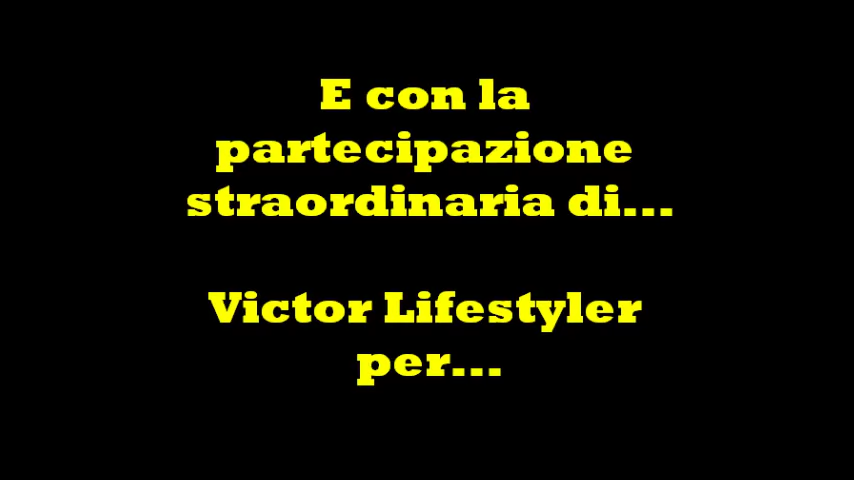 E con la
partecipazione
straordinaria di...
Victor Lifestyler
per...